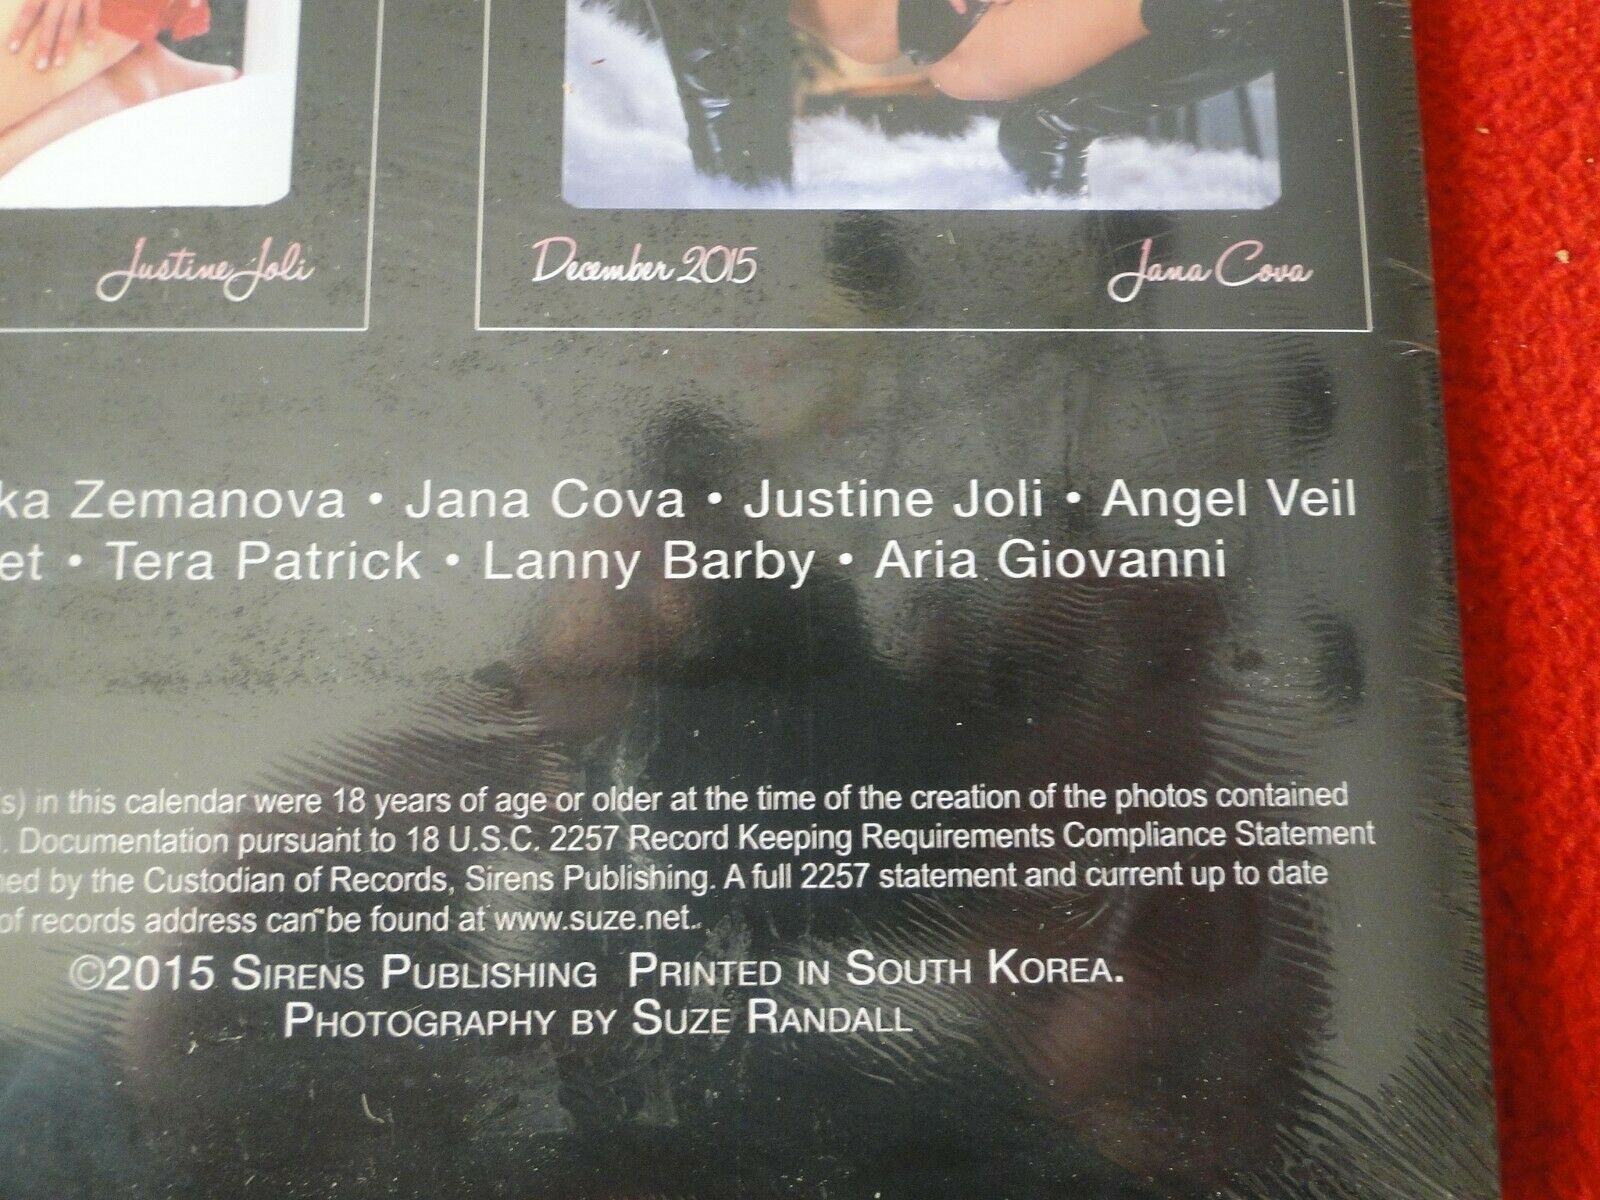 Justine Joli
December 2015 Jana Cova
Zemanova • Jana Cova • Justine Joli • Angel Veil
• Tera Patrick • Lanny Barby • Aria Giovanni
in this calendar were 18 years of age or older at the time of the creation of the photos contained
Documentation pursuant to 18 U.S.C. 2257 Record Keeping Requirements Compliance Statement
by the Custodian of Records, Sirens Publishing. A full 2257 statement and current up to date
of records address can be found at www.suze.net.
©2015 Sirens Publishing Printed in South Korea.
Photography by Suze Randall